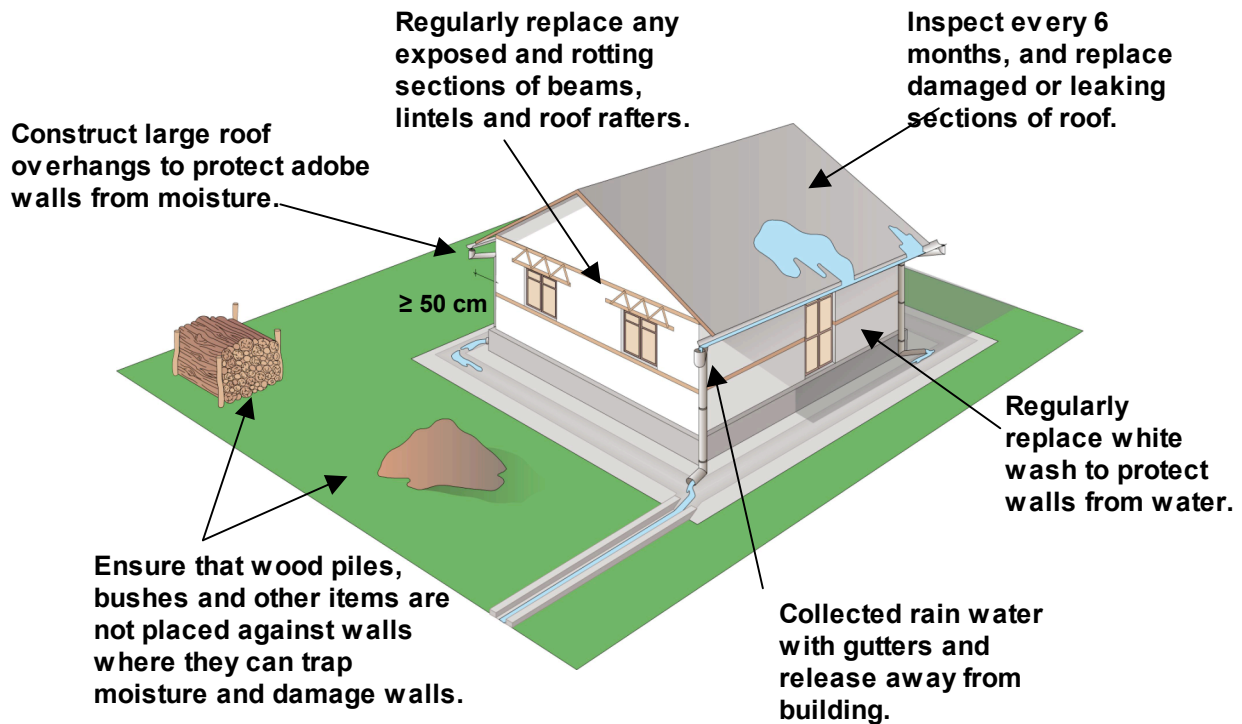 Regularly replace any
exposed and rotting
sections of beams,
lintels and roof rafters.
Inspect every 6
months, and replace
damaged or leaking
sections of roof.
Construct large roof
overhangs to protect adobe
walls from moisture.
≥ 50 cm
Regularly
replace white
wash to protect
walls from water.
Ensure that wood piles,
bushes and other items are
not placed against walls
where they can trap
moisture and damage walls.
Collected rain water
with gutters and
release away from
building.